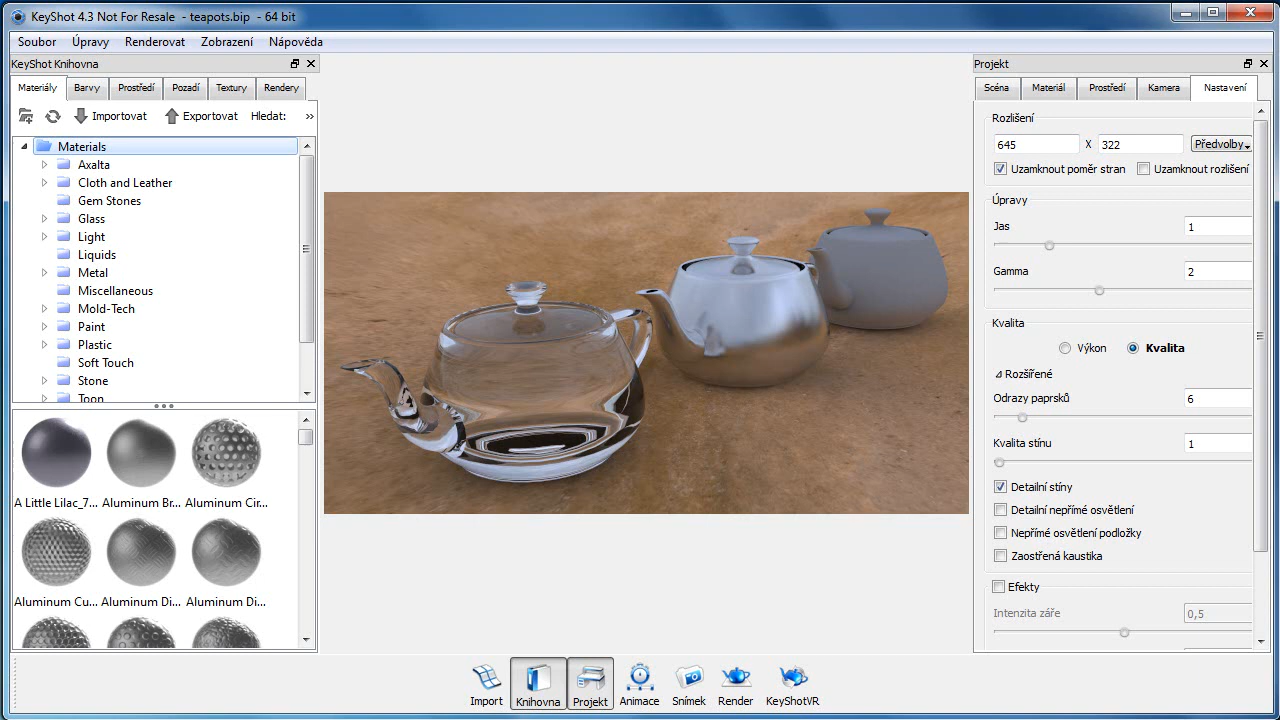 KeyShot 4.3 Not For Resale - teapots.bip - 64 bit
Soubor Úpravy Renderovat Zobrazení Nápověda
KeyShot Knihovna
Materiály Barvy Prostředí Pozadí Textury Rendery
Importovat Exportovat Hledat: »
Materials
Axalta
Cloth and Leather
Gem Stones
Glass
Light
Liquids
Metal
Miscellaneous
Mold-Tech
Paint
Plastic
Soft Touch
Stone
Toon
A Little Lilac_7... Aluminum Br... Aluminum Cir...
Aluminum Cu... Aluminum Di... Aluminum Di...
Projekt
Scéna Materiál Prostředí Kamera Nastavení
Rozlišení
645 X 322 Předvolby
Uzamknout poměr stran Uzamknout rozlišení
Úpravy
Jas 1
Gamma 2
Kvalita
Výkon Kvalita
Rozšířené
Odrazy paprsků 6
Kvalita stínu 1
Detailní stíny
Detailní nepřímé osvětlení
Nepřímé osvětlení podložky
Zaostřená kaustika
Efekty
Intenzita záře 0,5
Import Knihovna Projekt Animace Snímek Render KeyShotVR